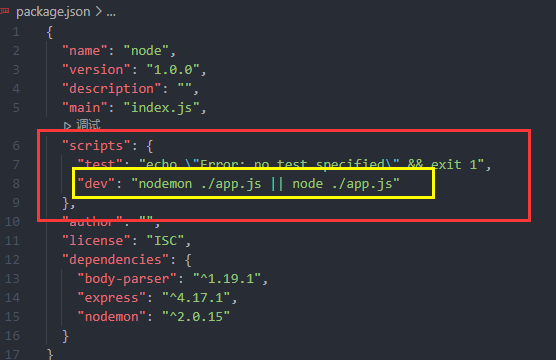 package.json > ...
1 {
2 "name": "node",
3 "version": "1.0.0",
4 "description": "",
5 "main": "index.js",
▷ 调试
6 "scripts": {
7 "test": "echo \"Error: no test specified\" && exit 1",
8 "dev": "nodemon ./app.js || node ./app.js"
9 },
10 "author": "",
11 "license": "ISC",
12 "dependencies": {
13 "body-parser": "^1.19.1",
14 "express": "^4.17.1",
15 "nodemon": "^2.0.15"
16 }
17 }